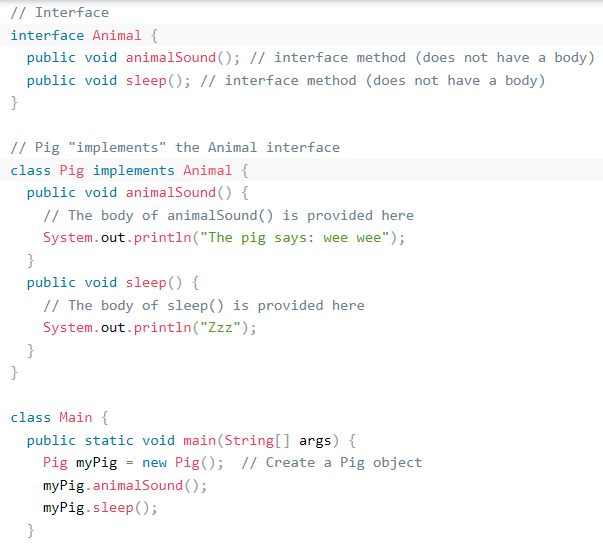 // Interface
interface Animal {
  public void animalSound(); // interface method (does not have a body)
  public void sleep(); // interface method (does not have a body)
}

// Pig "implements" the Animal interface
class Pig implements Animal {
  public void animalSound() {
    // The body of animalSound() is provided here
    System.out.println("The pig says: wee wee");
  }
  public void sleep() {
    // The body of sleep() is provided here
    System.out.println("Zzz");
  }
}

class Main {
  public static void main(String[] args) {
    Pig myPig = new Pig();  // Create a Pig object
    myPig.animalSound();
    myPig.sleep();
  }